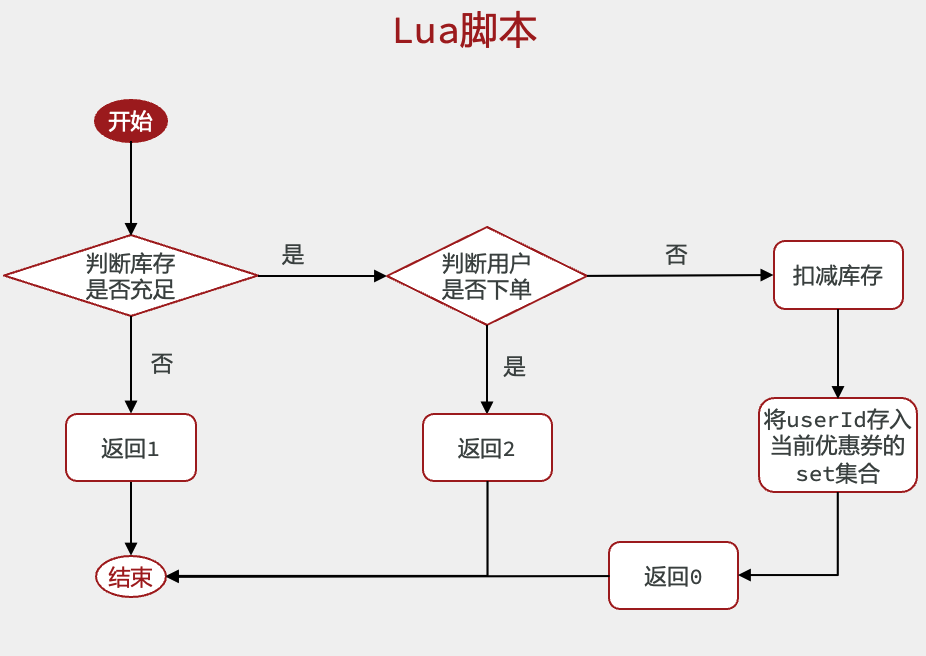 Lua脚本
开始
判断库存
是否充足
是
判断用户
是否下单
否
扣减库存
否
是
返回1
返回2
将userId存入
当前优惠券的
set集合
结束
返回0